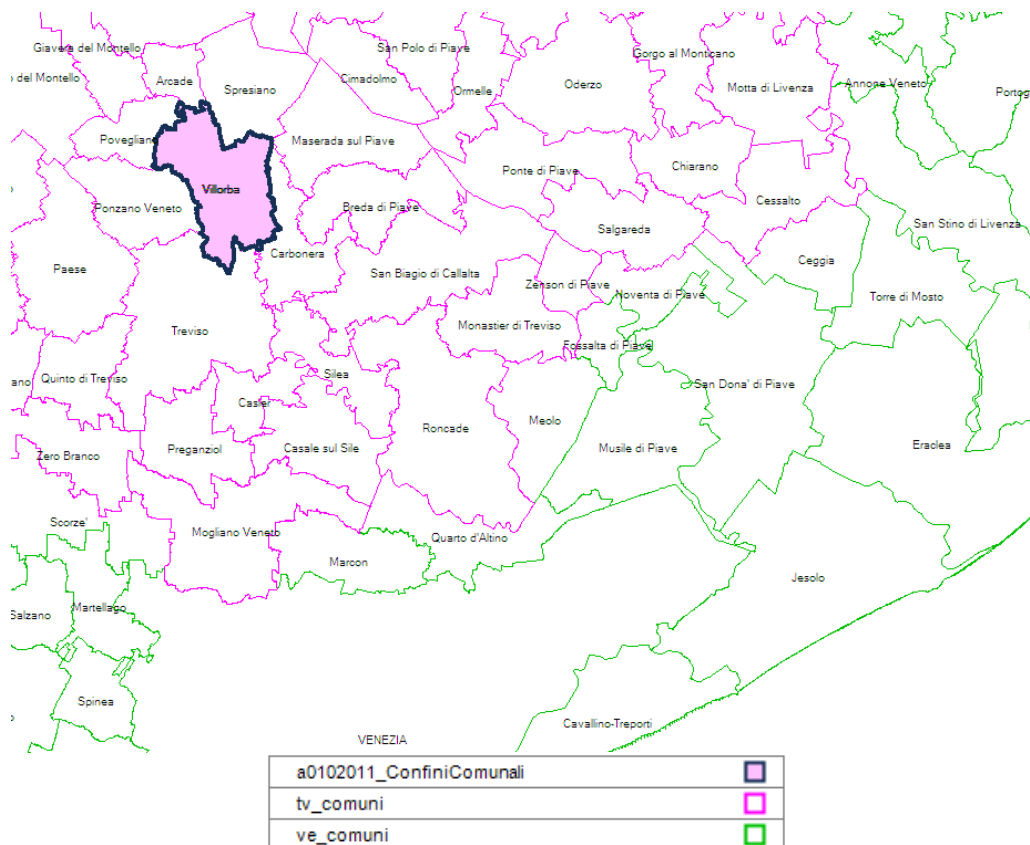 Giavera del Montello
San Polo di Piave
Gorgo al Monticano
o del Montello
Arcade
Spresiano
Cimadolmo
Ormelle
Oderzo
Motta di Livenza
Annone Veneto
Portog
Povegliano
Maserada sul Piave
Ponte di Piave
Chiarano
Villorba
Ponzano Veneto
Breda di Piave
Cessalto
Salgareda
San Stino di Livenza
Paese
Carbonera
San Biagio di Callalta
Ceggia
Zenson di Piave
Noventa di Piave
Torre di Mosto
Treviso
Monastier di Treviso
Fossalta di Piave
ano
Quinto di Treviso
Silea
San Dona' di Piave
Casier
Roncade
Meolo
Zero Branco
Preganziol
Casale sul Sile
Musile di Piave
Eraclea
Scorze'
Mogliano Veneto
Quarto d'Altino
Marcon
Jesolo
Salzano
Martellago
Spinea
Cavallino-Treporti
VENEZIA
a0102011_ConfiniComunali
tv_comuni
ve_comuni